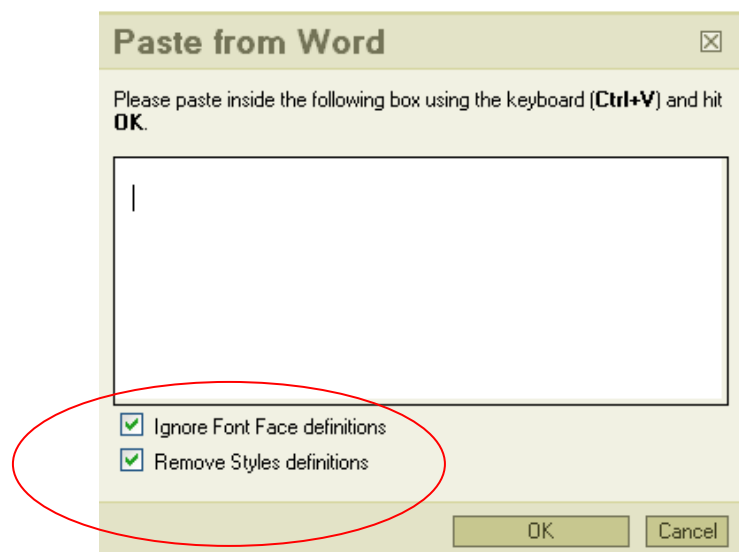 Paste from Word
Please paste inside the following box using the keyboard (Ctrl+V) and hit
OK.
Ignore Font Face definitions
Remove Styles definitions
OK Cancel